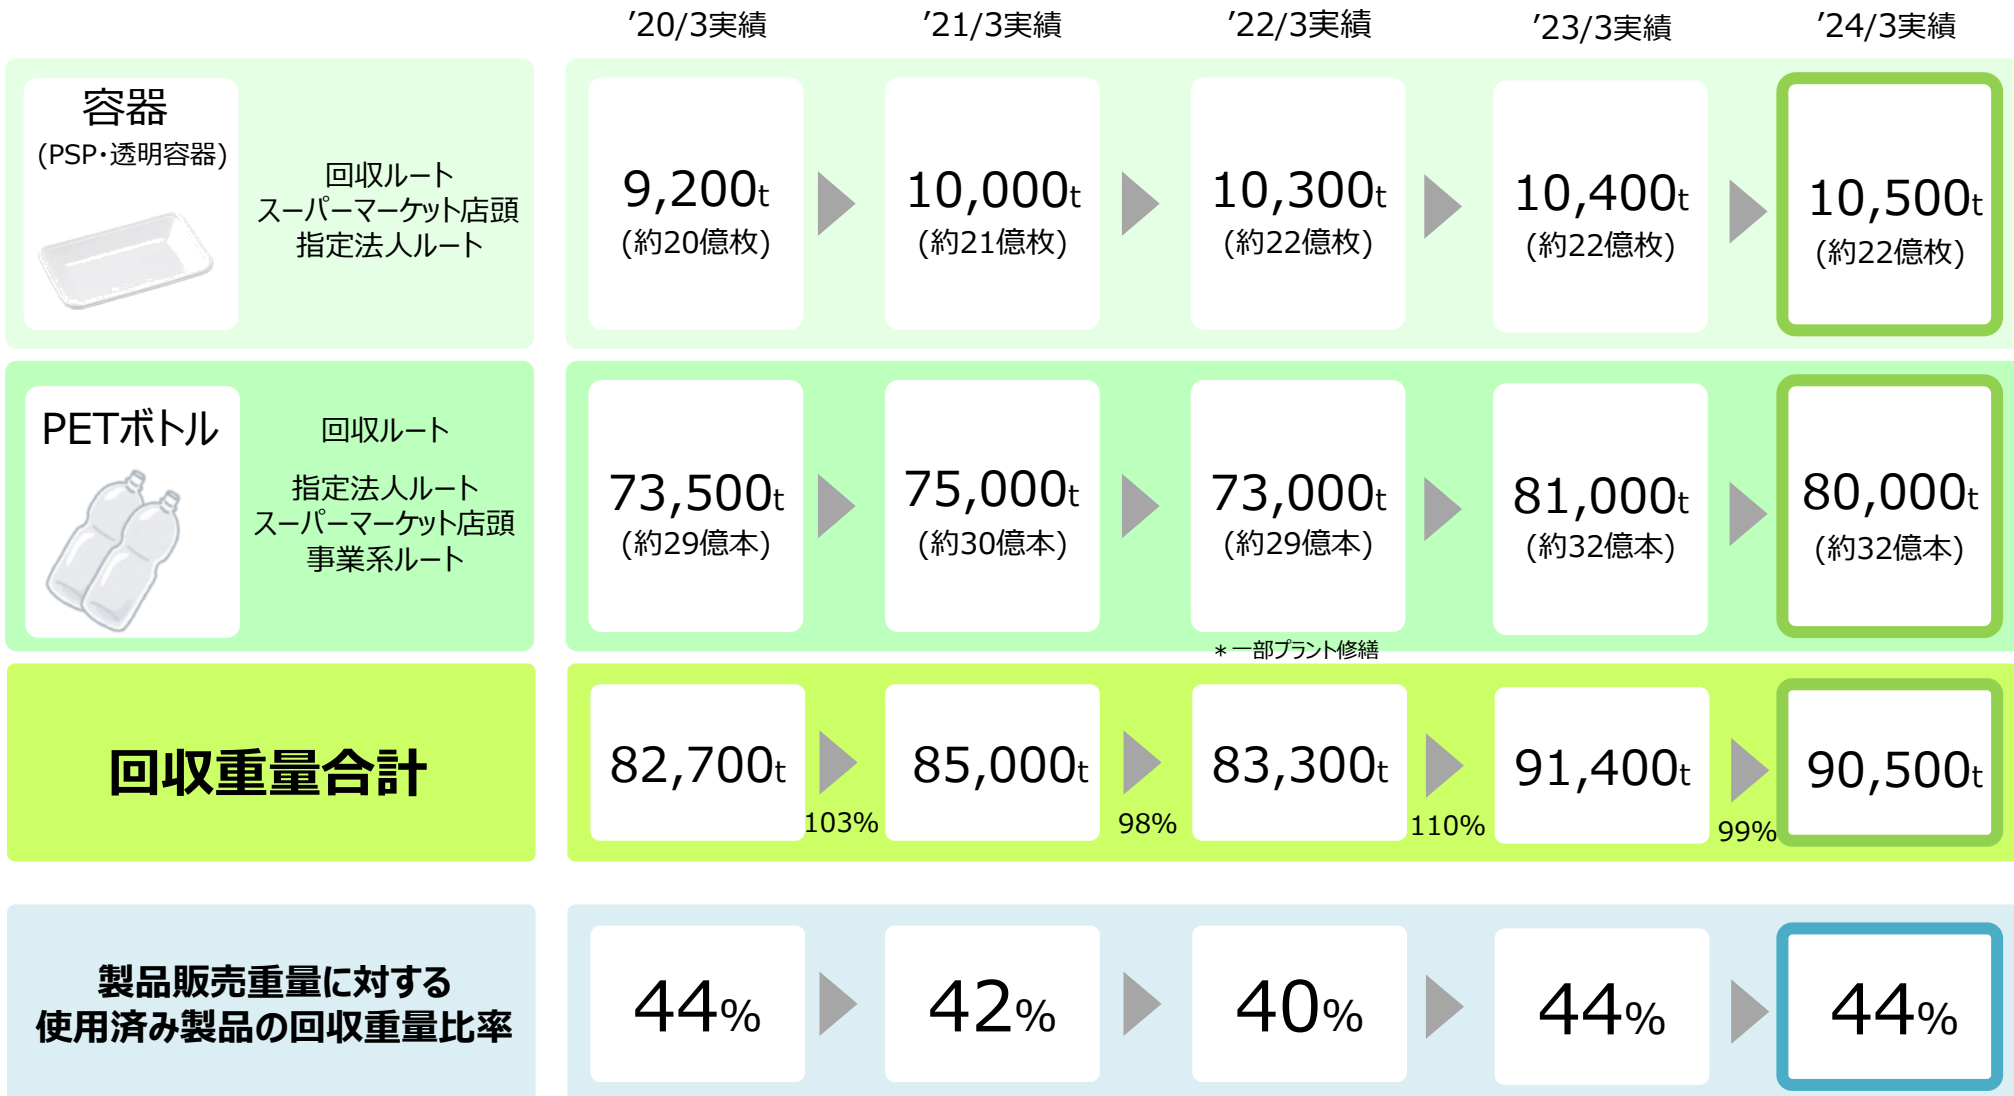 '20/3実績
'21/3実績
'22/3実績
'23/3実績
'24/3実績
容器
(PSP・透明容器)
回収ルート
スーパーマーケット店頭
指定法人ルート
9,200t
(約20億枚)
10,000t
(約21億枚)
10,300t
(約22億枚)
10,400t
(約22億枚)
10,500t
(約22億枚)
PETボトル
回収ルート
指定法人ルート
スーパーマーケット店頭
事業系ルート
73,500t
(約29億本)
75,000t
(約30億本)
73,000t
(約29億本)
81,000t
(約32億本)
80,000t
(約32億本)
＊一部プラント修繕
回収重量合計
82,700t
103%
85,000t
98%
83,300t
110%
91,400t
99%
90,500t
製品販売重量に対する
使用済み製品の回収重量比率
44%
42%
40%
44%
44%